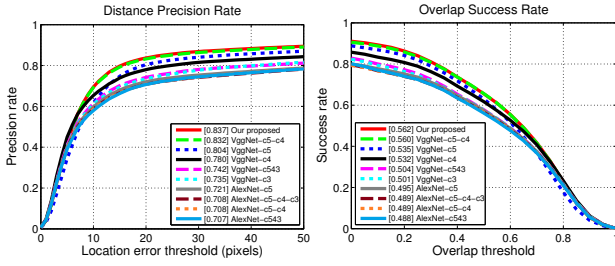 Distance Precision Rate
Precision rate
1
0.8
0.6
0.4
0.2
0
[0.837] Our proposed
[0.832] VggNet-c5-c4
[0.804] VggNet-c5
[0.780] VggNet-c4
[0.742] VggNet-c543
[0.735] VggNet-c3
[0.721] AlexNet-c5
[0.708] AlexNet-c5-c4-c3
[0.708] AlexNet-c5-c4
[0.707] AlexNet-c543
0 10 20 30 40 50
Location error threshold (pixels)
Overlap Success Rate
Success rate
1
0.8
0.6
0.4
0.2
0
[0.562] Our proposed
[0.560] VggNet-c5-c4
[0.535] VggNet-c5
[0.532] VggNet-c4
[0.504] VggNet-c543
[0.501] VggNet-c3
[0.495] AlexNet-c5
[0.489] AlexNet-c5-c4-c3
[0.489] AlexNet-c5-c4
[0.488] AlexNet-c543
0 0.2 0.4 0.6 0.8
Overlap threshold